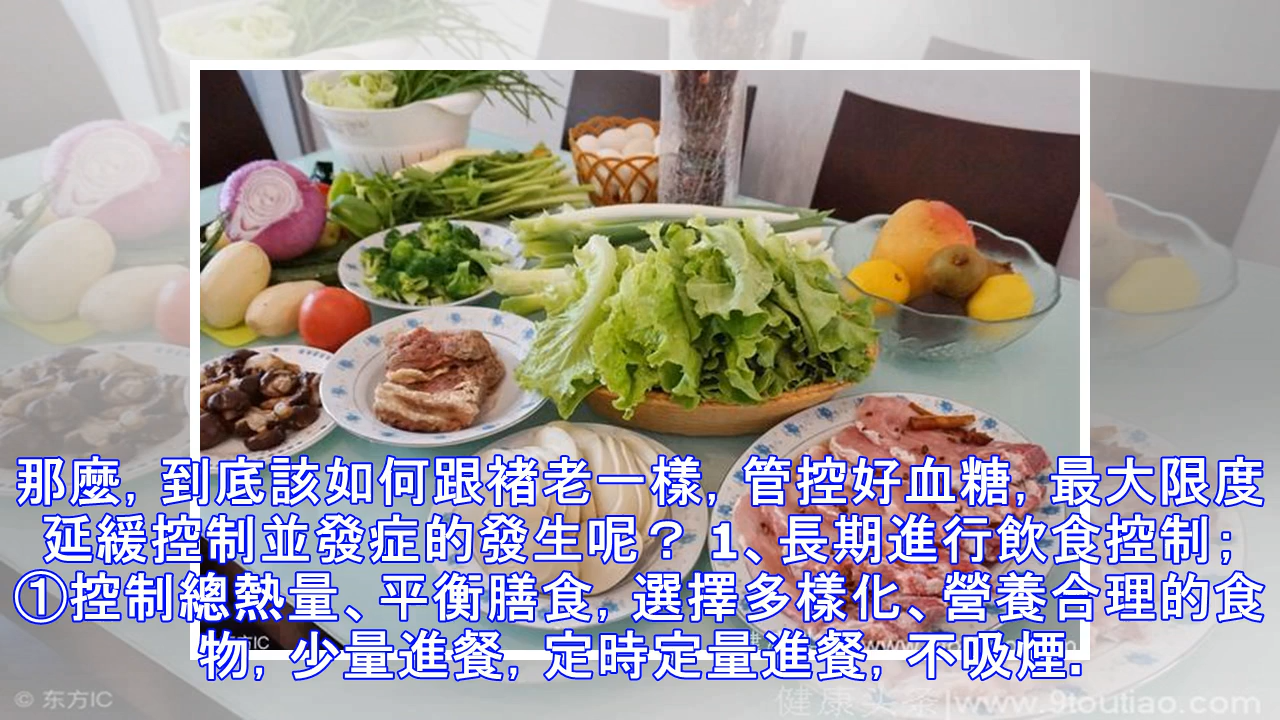 那麼, 到底該如何跟褚老一樣, 管控好血糖, 最大限度
延緩控制並發症的發生呢？ 1、長期進行飲食控制;
①控制總熱量、平衡膳食, 選擇多樣化、營養合理的食
物, 少量進餐, 定時定量進餐, 不吸煙.
© 东方IC
健康头条|www.9toutiao.com